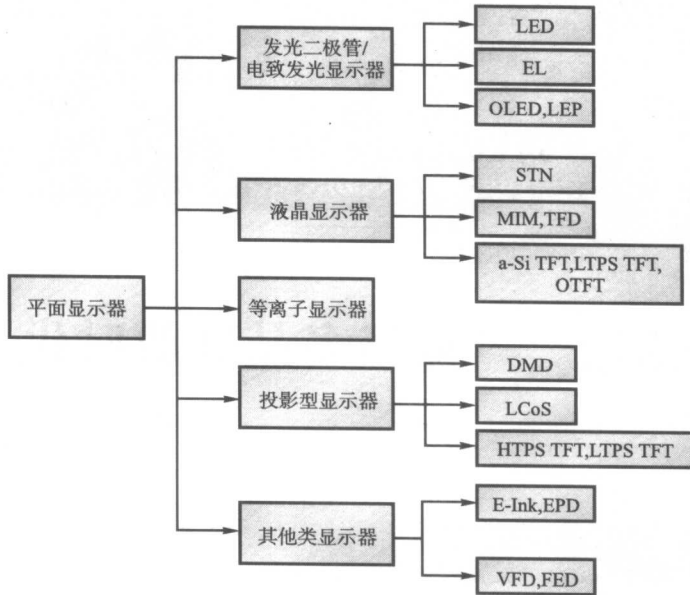 平面显示器
发光二极管/
电致发光显示器
LED
EL
OLED,LEP
液晶显示器
STN
MIM,TFD
a-Si TFT,LTPS TFT,
OTFT
等离子显示器
投影型显示器
DMD
LCoS
HTPS TFT,LTPS TFT
其他类显示器
E-Ink,EPD
VFD,FED